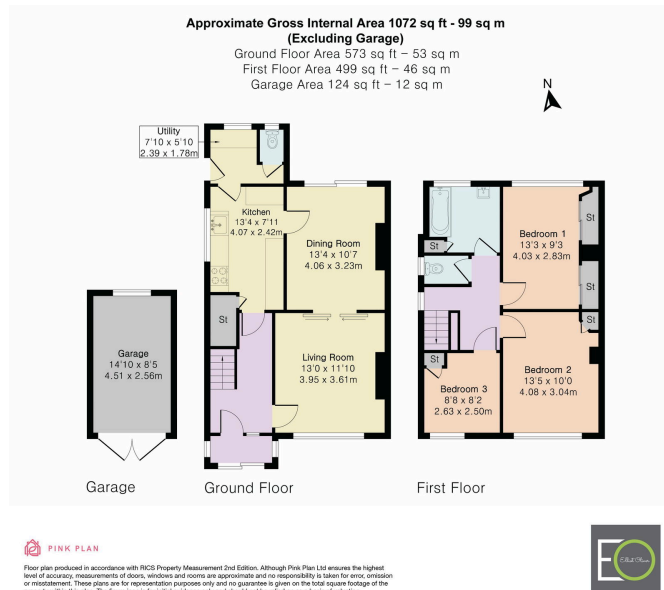 Approximate Gross Internal Area 1072 sq ft - 99 sq m
(Excluding Garage)
Ground Floor Area 573 sq ft – 53 sq m
First Floor Area 499 sq ft – 46 sq m
Garage Area 124 sq ft – 12 sq m
N
Utility
7'10 x 5'10
2.39 x 1.78m
Kitchen
13'4 x 7'11
4.07 x 2.42m
Dining Room
13'4 x 10'7
4.06 x 3.23m
St
Living Room
13'0 x 11'10
3.95 x 3.61m
Garage
14'10 x 8'5
4.51 x 2.56m
St
Bedroom 1
13'3 x 9'3
4.03 x 2.83m
St
St
St
Bedroom 2
13'5 x 10'0
4.08 x 3.04m
St
Bedroom 3
8'8 x 8'2
2.63 x 2.50m
Garage
Ground Floor
First Floor
PINK PLAN
Floor plan produced in accordance with RICS Property Measurement 2nd Edition. Although Pink Plan Ltd ensures the highest
level of accuracy, measurements of doors, windows and rooms are approximate and no responsibility is taken for error, omission
or misstatement. These plans are for representation purposes only and no guarantee is given on the total square footage of the
EO